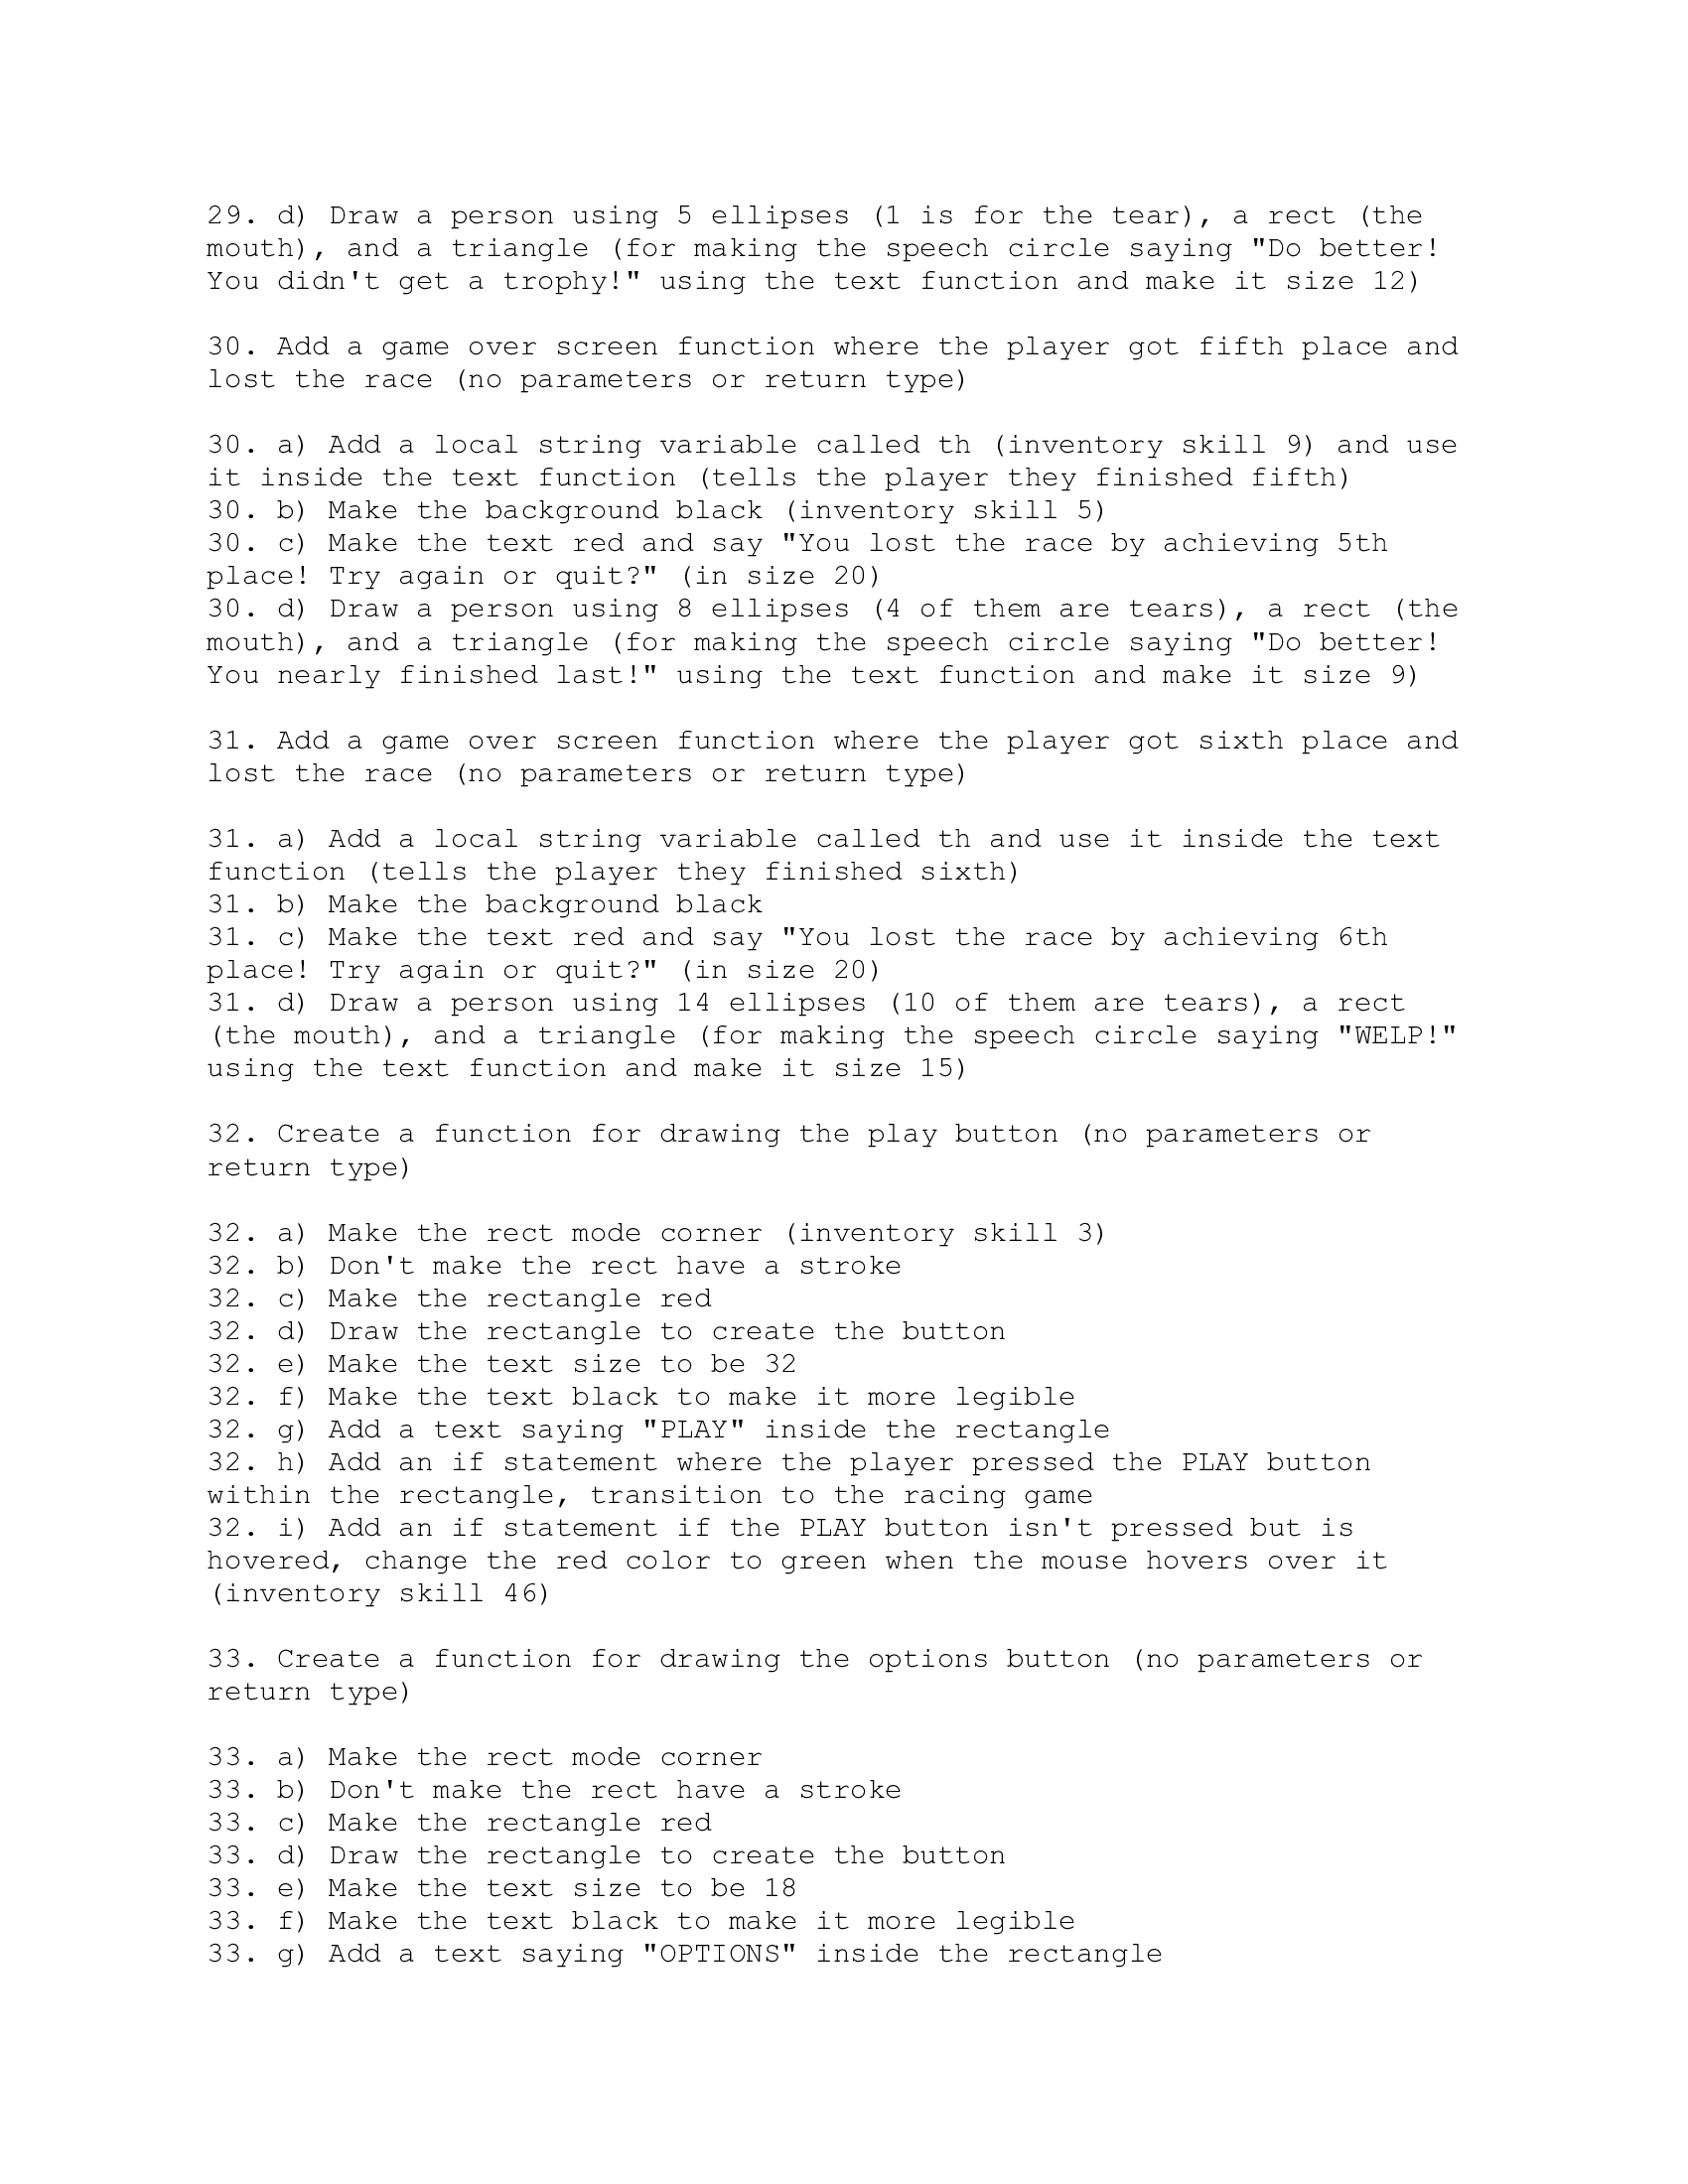 29. d) Draw a person using 5 ellipses (1 is for the tear), a rect (the
mouth), and a triangle (for making the speech circle saying "Do better!
You didn't get a trophy!" using the text function and make it size 12)
30. Add a game over screen function where the player got fifth place and
lost the race (no parameters or return type)
30. a) Add a local string variable called th (inventory skill 9) and use
it inside the text function (tells the player they finished fifth)
30. b) Make the background black (inventory skill 5)
30. c) Make the text red and say "You lost the race by achieving 5th
place! Try again or quit?" (in size 20)
30. d) Draw a person using 8 ellipses (4 of them are tears), a rect (the
mouth), and a triangle (for making the speech circle saying "Do better!
You nearly finished last!" using the text function and make it size 9)
31. Add a game over screen function where the player got sixth place and
lost the race (no parameters or return type)
31. a) Add a local string variable called th and use it inside the text
function (tells the player they finished sixth)
31. b) Make the background black
31. c) Make the text red and say "You lost the race by achieving 6th
place! Try again or quit?" (in size 20)
31. d) Draw a person using 14 ellipses (10 of them are tears), a rect
(the mouth), and a triangle (for making the speech circle saying "WELP!"
using the text function and make it size 15)
32. Create a function for drawing the play button (no parameters or
return type)
32. a) Make the rect mode corner (inventory skill 3)
32. b) Don't make the rect have a stroke
32. c) Make the rectangle red
32. d) Draw the rectangle to create the button
32. e) Make the text size to be 32
32. f) Make the text black to make it more legible
32. g) Add a text saying "PLAY" inside the rectangle
32. h) Add an if statement where the player pressed the PLAY button
within the rectangle, transition to the racing game
32. i) Add an if statement if the PLAY button isn't pressed but is
hovered, change the red color to green when the mouse hovers over it
(inventory skill 46)
33. Create a function for drawing the options button (no parameters or
return type)
33. a) Make the rect mode corner
33. b) Don't make the rect have a stroke
33. c) Make the rectangle red
33. d) Draw the rectangle to create the button
33. e) Make the text size to be 18
33. f) Make the text black to make it more legible
33. g) Add a text saying "OPTIONS" inside the rectangle